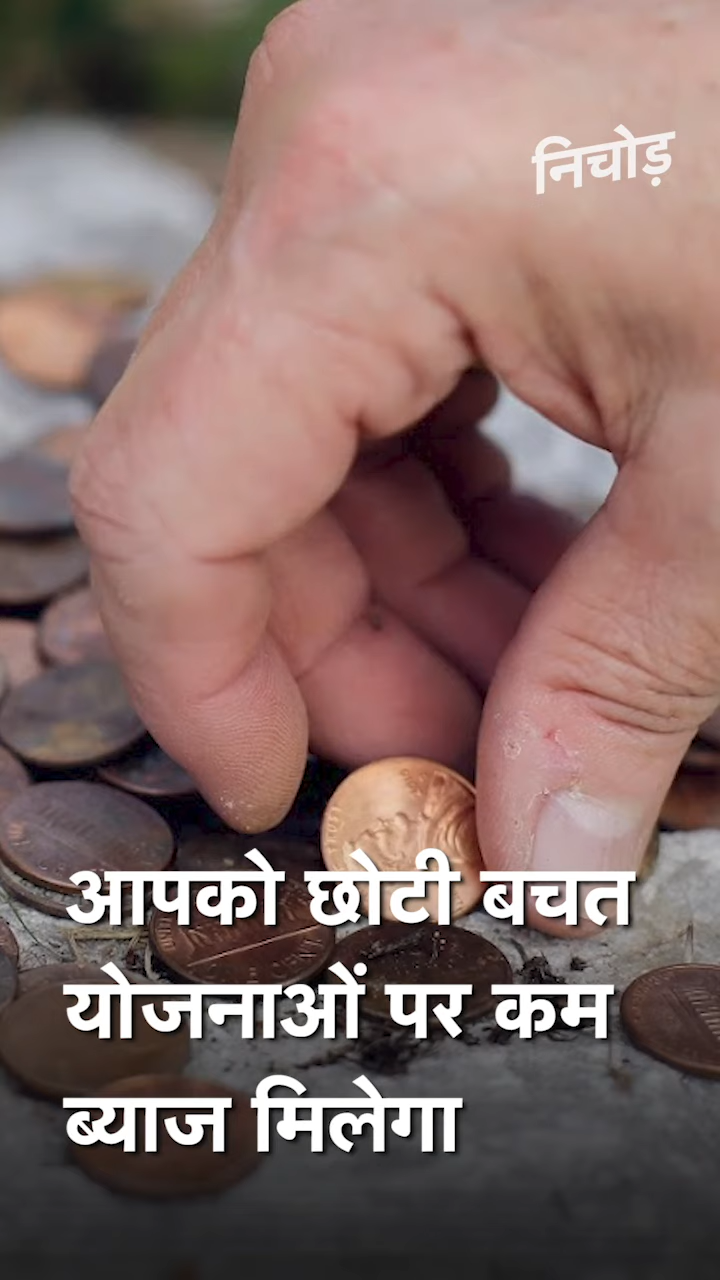 निचोड़
आपको छोटी बचत
योजनाओं पर कम
ब्याज मिलेगा